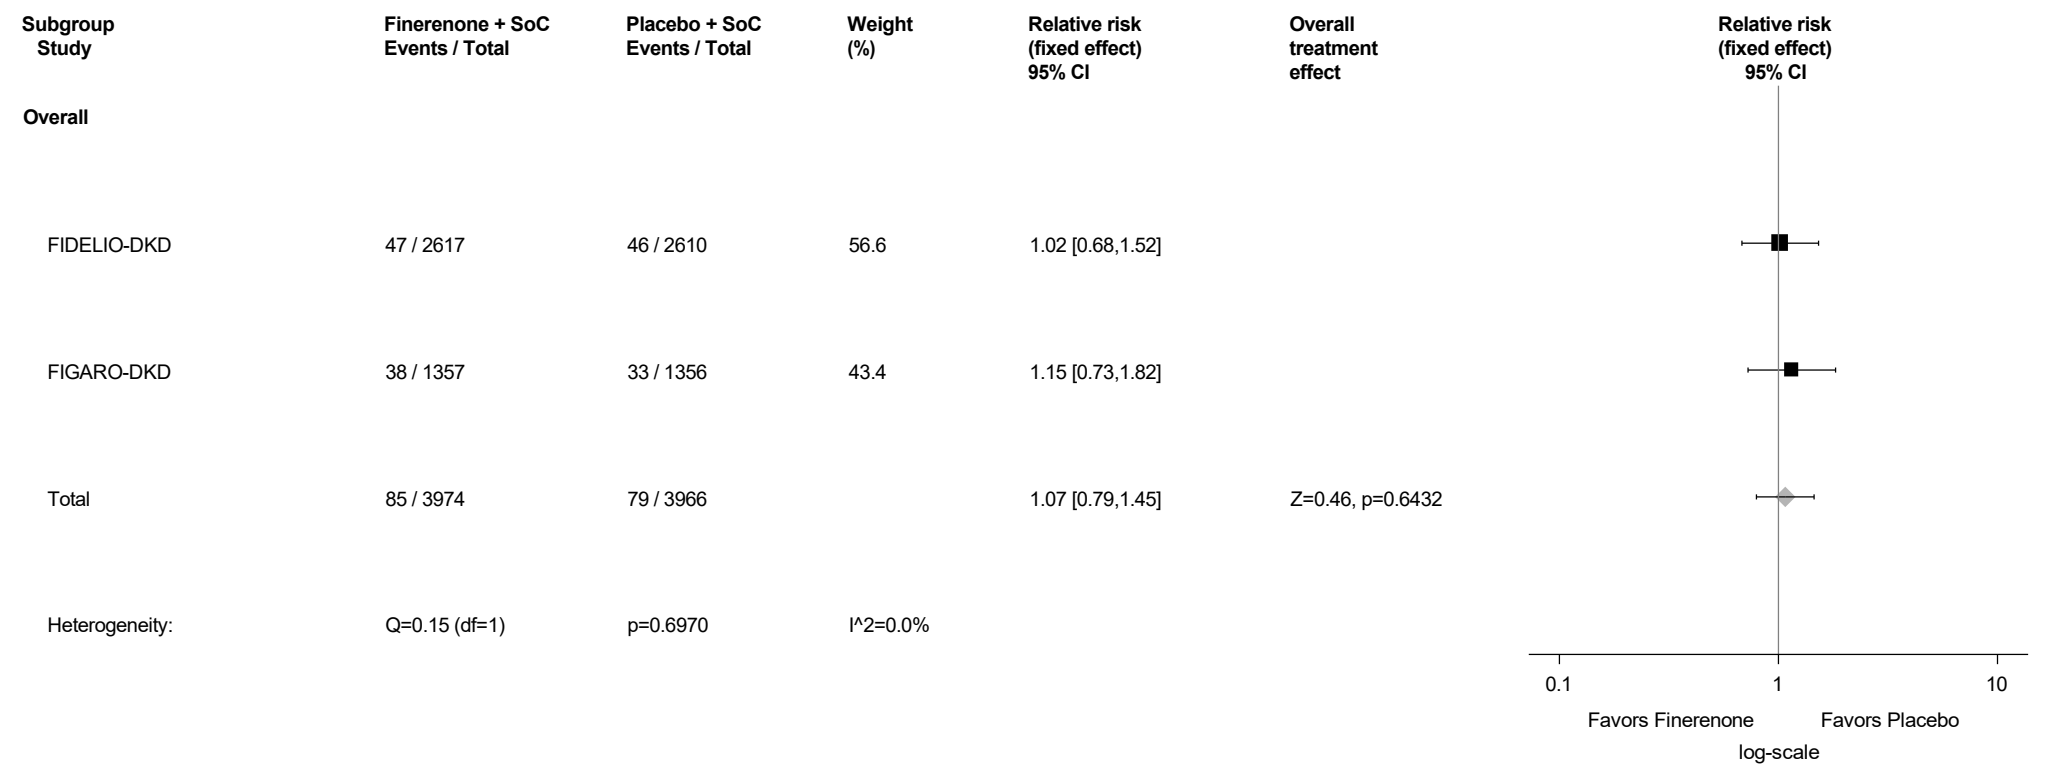 Subgroup Finerenone + SoC Placebo + SoC Weight Relative risk Overall Relative risk
Study Events / Total Events / Total (%) (fixed effect) treatment (fixed effect)
95% CI effect 95% CI
Overall
FIDELIO-DKD 47 / 2617 46 / 2610 56.6 1.02 [0.68,1.52]
FIGARO-DKD 38 / 1357 33 / 1356 43.4 1.15 [0.73,1.82]
Total 85 / 3974 79 / 3966 1.07 [0.79,1.45] Z=0.46, p=0.6432
Heterogeneity: Q=0.15 (df=1) p=0.6970 I^2=0.0%
0.1 1 10
Favors Finerenone Favors Placebo
log-scale